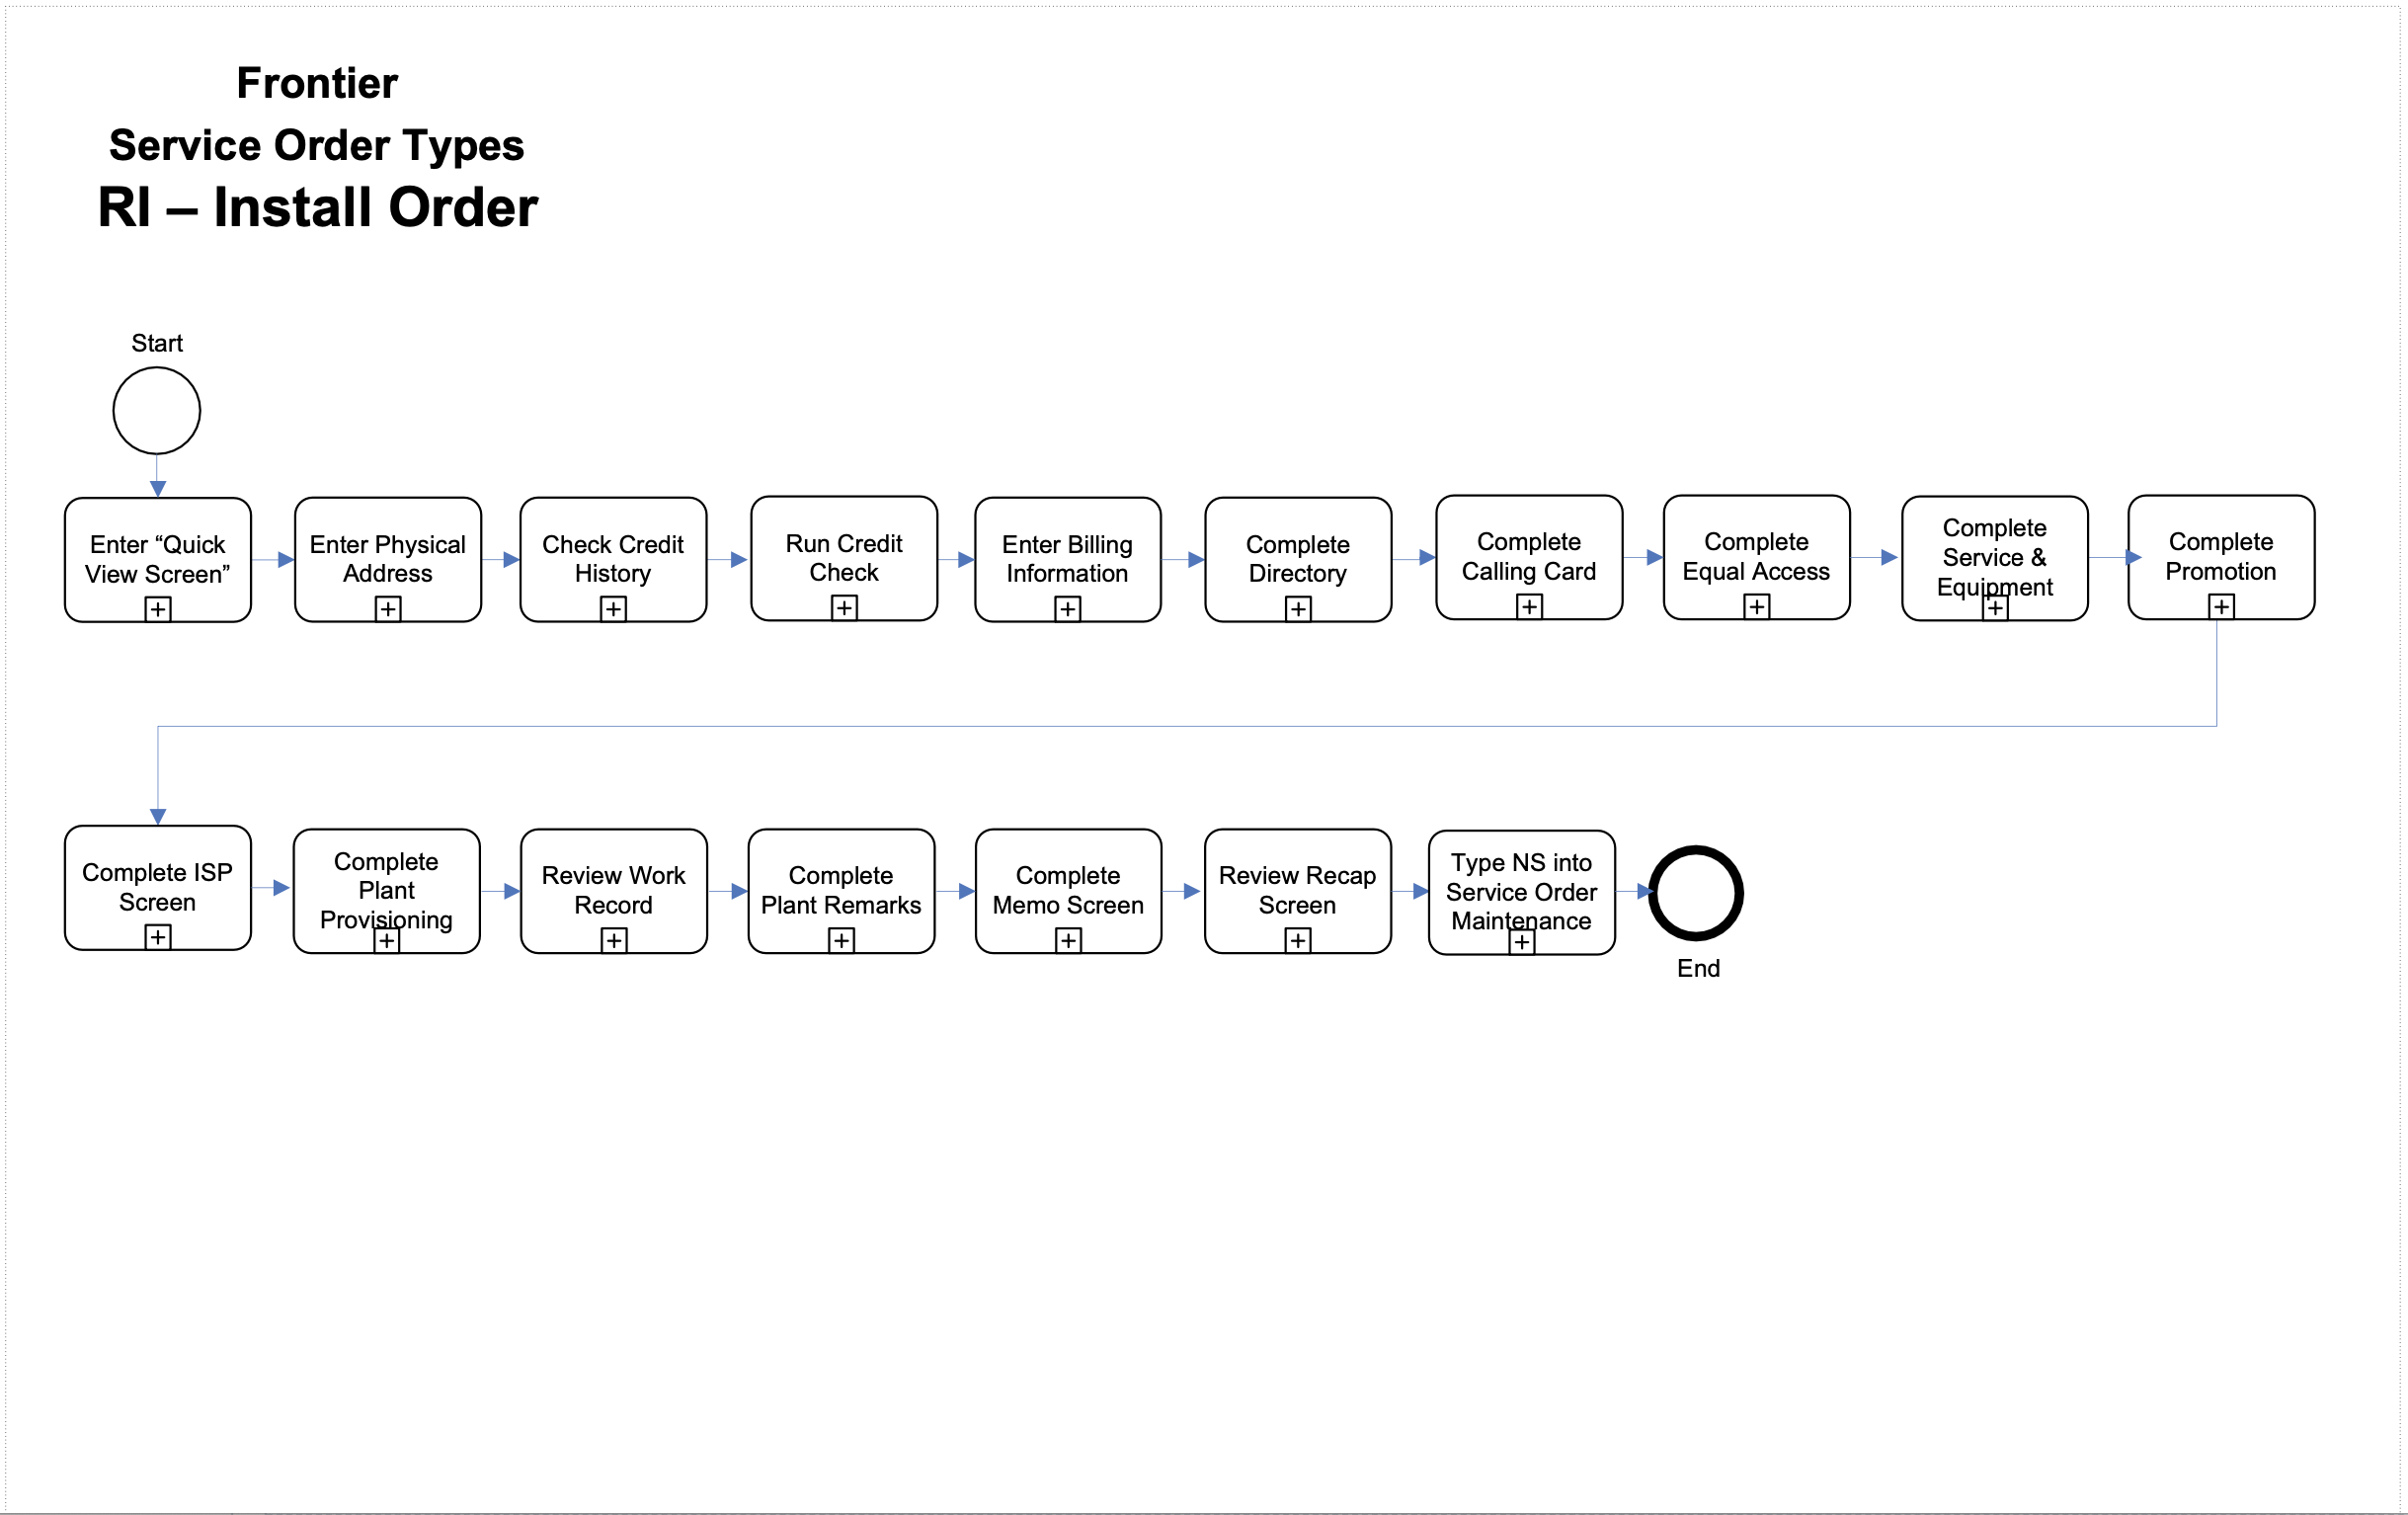 Frontier
Service Order Types
RI – Install Order
Start
Enter “Quick
View Screen”
Enter Physical
Address
Check Credit
History
Run Credit
Check
Enter Billing
Information
Complete
Directory
Complete
Calling Card
Complete
Equal Access
Complete
Service &
Equipment
Complete
Promotion
Complete ISP
Screen
Complete
Plant
Provisioning
Review Work
Record
Complete
Plant Remarks
Complete
Memo Screen
Review Recap
Screen
Type NS into
Service Order
Maintenance
End